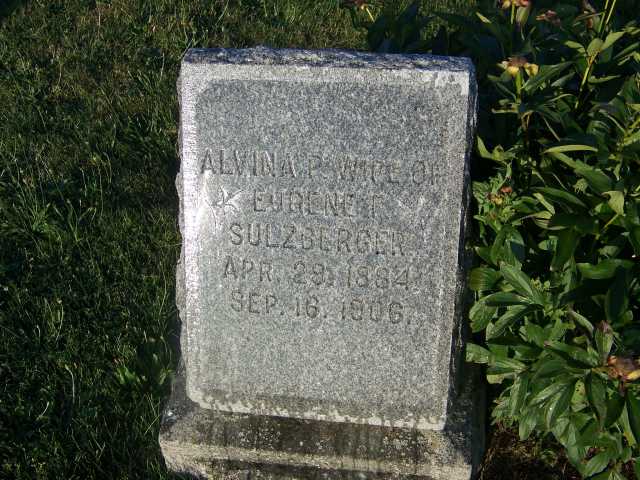 ALVINA P. WIFE OF
EUGENE F.
SULZBERGER
APR. 29. 1884
SEP. 16. 1906.